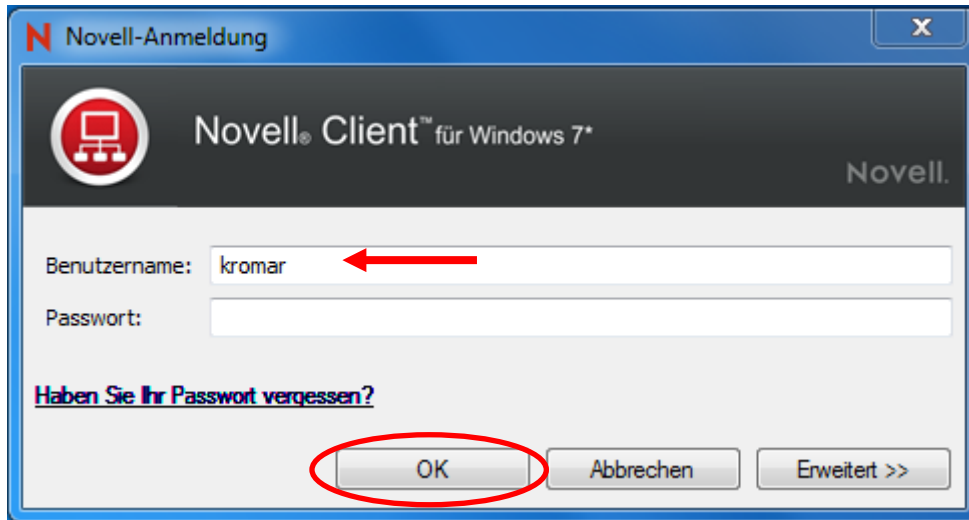 N Novell-Anmeldung
Novell® Client™ für Windows 7*
Novell.
Benutzername: kromar
Passwort:
Haben Sie Ihr Passwort vergessen?
OK Abbrechen Erweitert >>